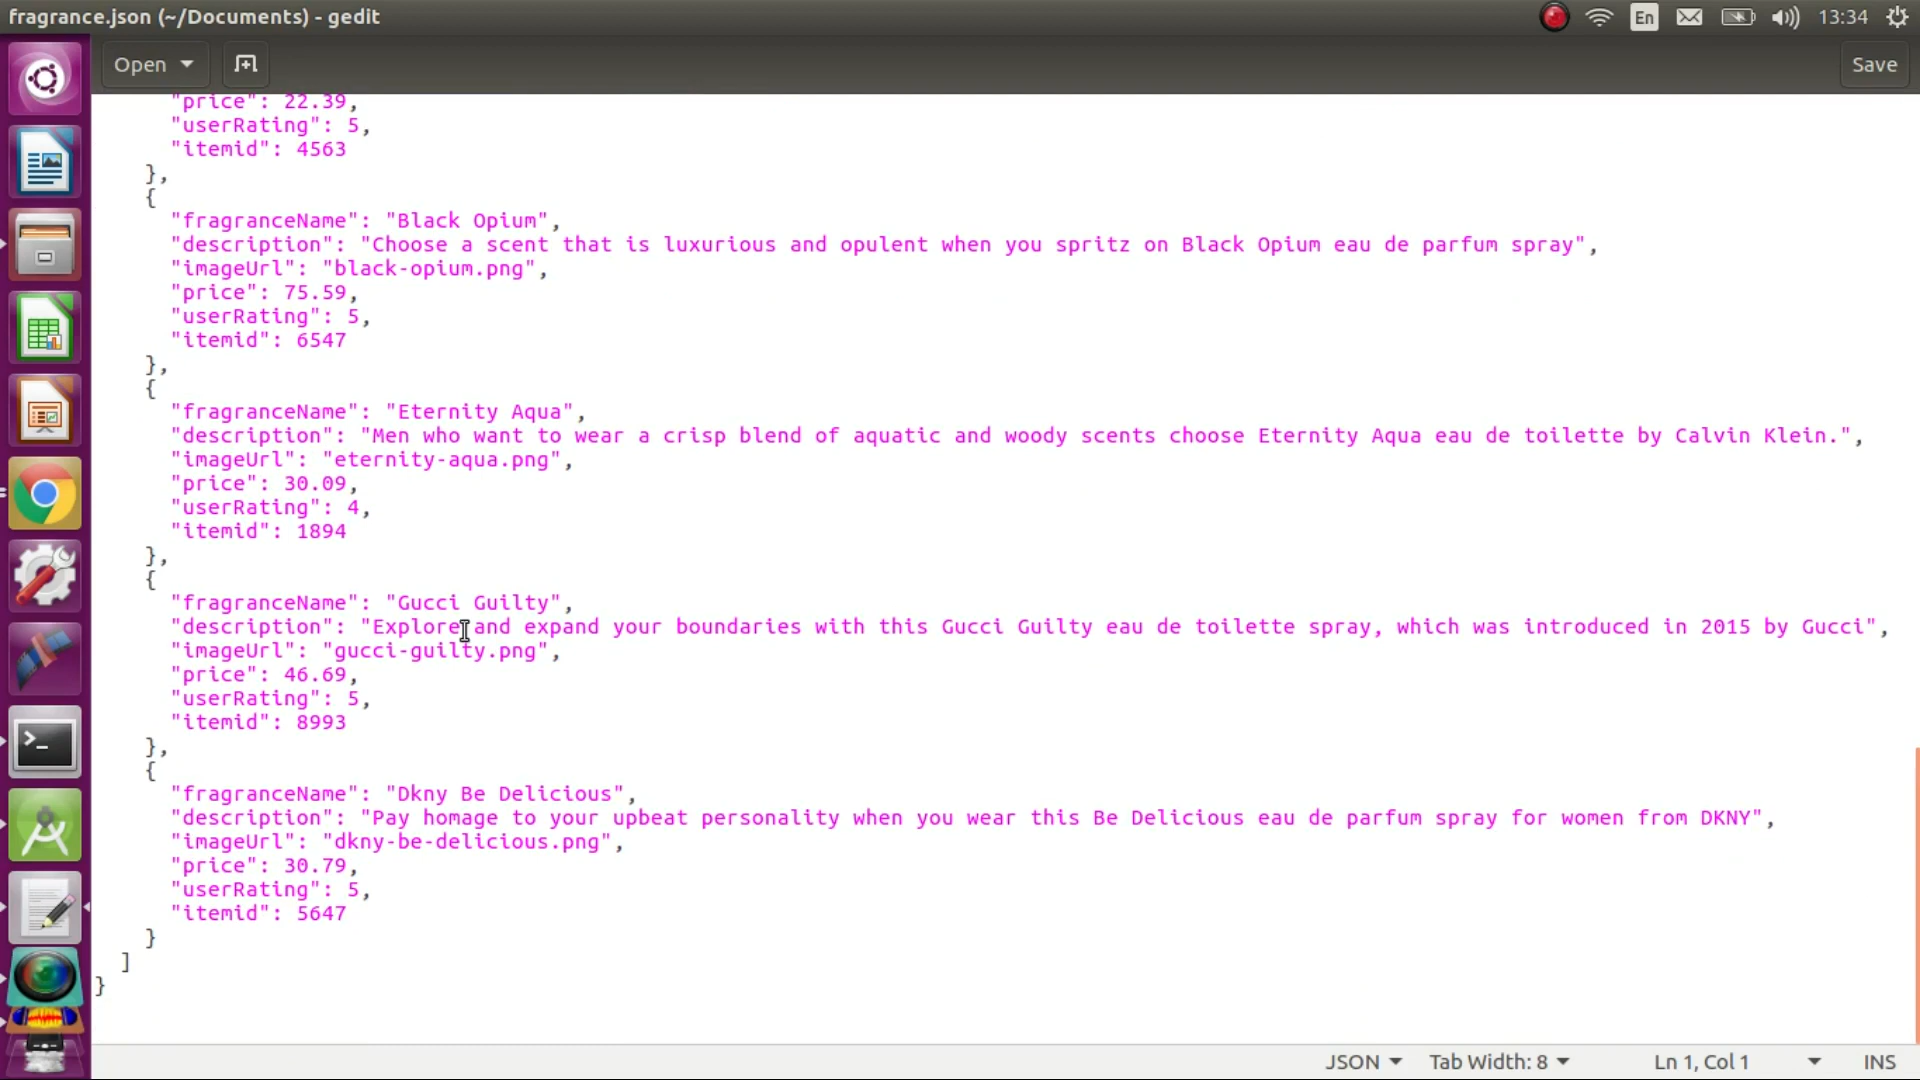 fragrance.json (~/Documents) - gedit
En
13:34
Open
Save
"price": 22.39,
"userRating": 5,
"itemid": 4563
},
{
"fragranceName": "Black Opium",
"description": "Choose a scent that is luxurious and opulent when you spritz on Black Opium eau de parfum spray",
"imageUrl": "black-opium.png",
"price": 75.59,
"userRating": 5,
"itemid": 6547
},
{
"fragranceName": "Eternity Aqua",
"description": "Men who want to wear a crisp blend of aquatic and woody scents choose Eternity Aqua eau de toilette by Calvin Klein.",
"imageUrl": "eternity-aqua.png",
"price": 30.09,
"userRating": 4,
"itemid": 1894
},
{
"fragranceName": "Gucci Guilty",
"description": "Explore and expand your boundaries with this Gucci Guilty eau de toilette spray, which was introduced in 2015 by Gucci",
"imageUrl": "gucci-guilty.png",
"price": 46.69,
"userRating": 5,
"itemid": 8993
},
{
"fragranceName": "Dkny Be Delicious",
"description": "Pay homage to your upbeat personality when you wear this Be Delicious eau de parfum spray for women from DKNY",
"imageUrl": "dkny-be-delicious.png",
"price": 30.79,
"userRating": 5,
"itemid": 5647
}
]
}
JSON
Tab Width: 8
Ln 1, Col 1
INS